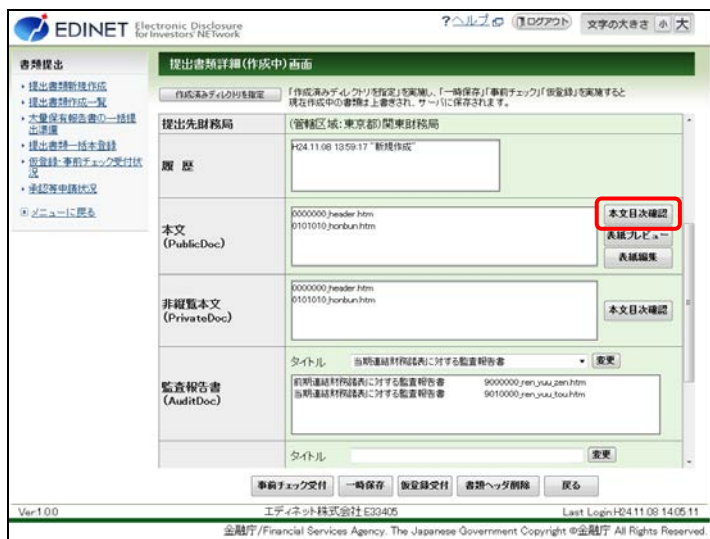 EDINET Electronic Disclosure for Investors' NETwork
?ヘルプ ログアウト 文字の大きさ 小 大
書類提出
・提出書類新規作成
・提出書類作成一覧
・大量保有報告書の一括提出準備
・提出書類一括本登録
・仮登録・事前チェック受付状況
・承認等申請状況
メニューに戻る
提出書類詳細(作成中)画面
作成済みディレクトリを指定
「作成済みディレクトリを指定」を実施し、「一時保存」「事前チェック」「仮登録」を実施すると
現在作成中の書類は上書きされ、サーバに保存されます。
提出先財務局 (管轄区域:東京都)関東財務局
履 歴
H24.11.08 13:59:17 "新規作成"
本文
(PublicDoc)
0000000_header.htm
0101010_honbun.htm
本文目次確認
表紙プレビュー
表紙編集
非縦覧本文
(PrivateDoc)
0000000_header.htm
0101010_honbun.htm
本文目次確認
監査報告書
(AuditDoc)
タイトル 当期連結財務諸表に対する監査報告書 変更
前期連結財務諸表に対する監査報告書 9000000_ren_yuu_zen.htm
当期連結財務諸表に対する監査報告書 9010000_ren_yuu_tou.htm
タイトル 変更
事前チェック受付 一時保存 仮登録受付 書類ヘッダ削除 戻る
Ver.1.00 エディネット株式会社:E33405 Last Login:H24.11.08 14:05:11
金融庁/Financial Services Agency. The Japanese Government Copyright ©金融庁 All Rights Reserved.